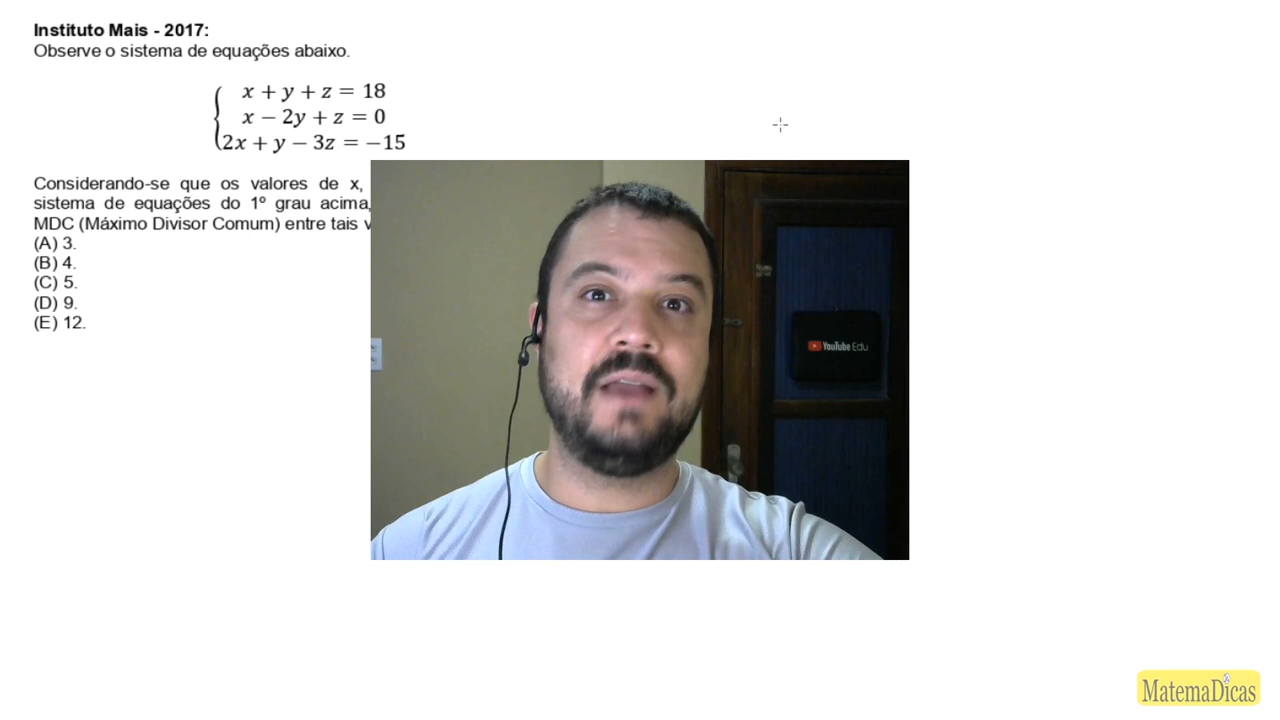 Instituto Mais - 2017:
Observe o sistema de equações abaixo.
x + y + z = 18
x − 2y + z = 0
2x + y − 3z = −15
Considerando-se que os valores de x,
sistema de equações do 1º grau acima,
MDC (Máximo Divisor Comum) entre tais
(A) 3.
(B) 4.
(C) 5.
(D) 9.
(E) 12.
YouTube Edu
MatemaDicas